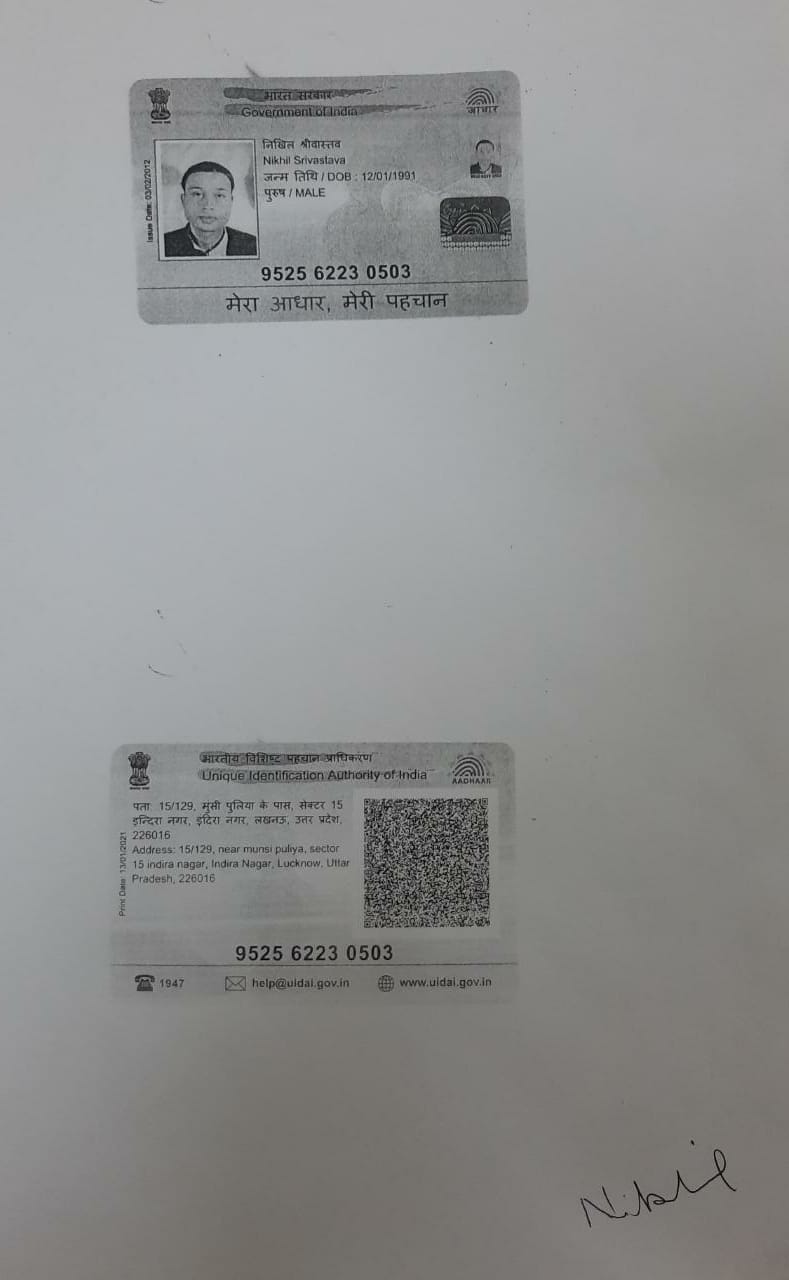 भारत सरकार
Government of India
आधार
Issue Date: 03/02/2012
निखिल श्रीवास्तव
Nikhil Srivastava
जन्म तिथि / DOB : 12/01/1991
पुरुष / MALE
9525 6223 0503
मेरा आधार, मेरी पहचान
भारतीय विशिष्ट पहचान प्राधिकरण
Unique Identification Authority of India
AADHAAR
Print Date: 13/01/2021
पता: 15/129, मुंसी पुलिया के पास, सेक्टर 15
इन्दिरा नगर, इंदिरा नगर, लखनऊ, उत्तर प्रदेश,
226016
Address: 15/129, near munsi puliya, sector
15 indira nagar, Indira Nagar, Lucknow, Uttar
Pradesh, 226016
9525 6223 0503
1947
help@uidai.gov.in
www.uidai.gov.in
Nikhil